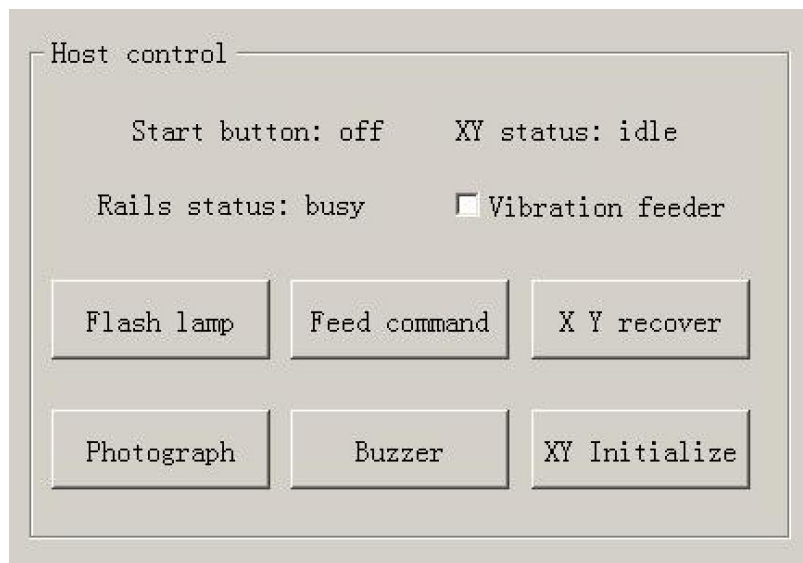 Host control
Start button: off XY status: idle
Rails status: busy Vibration feeder
Flash lamp Feed command X Y recover
Photograph Buzzer XY Initialize